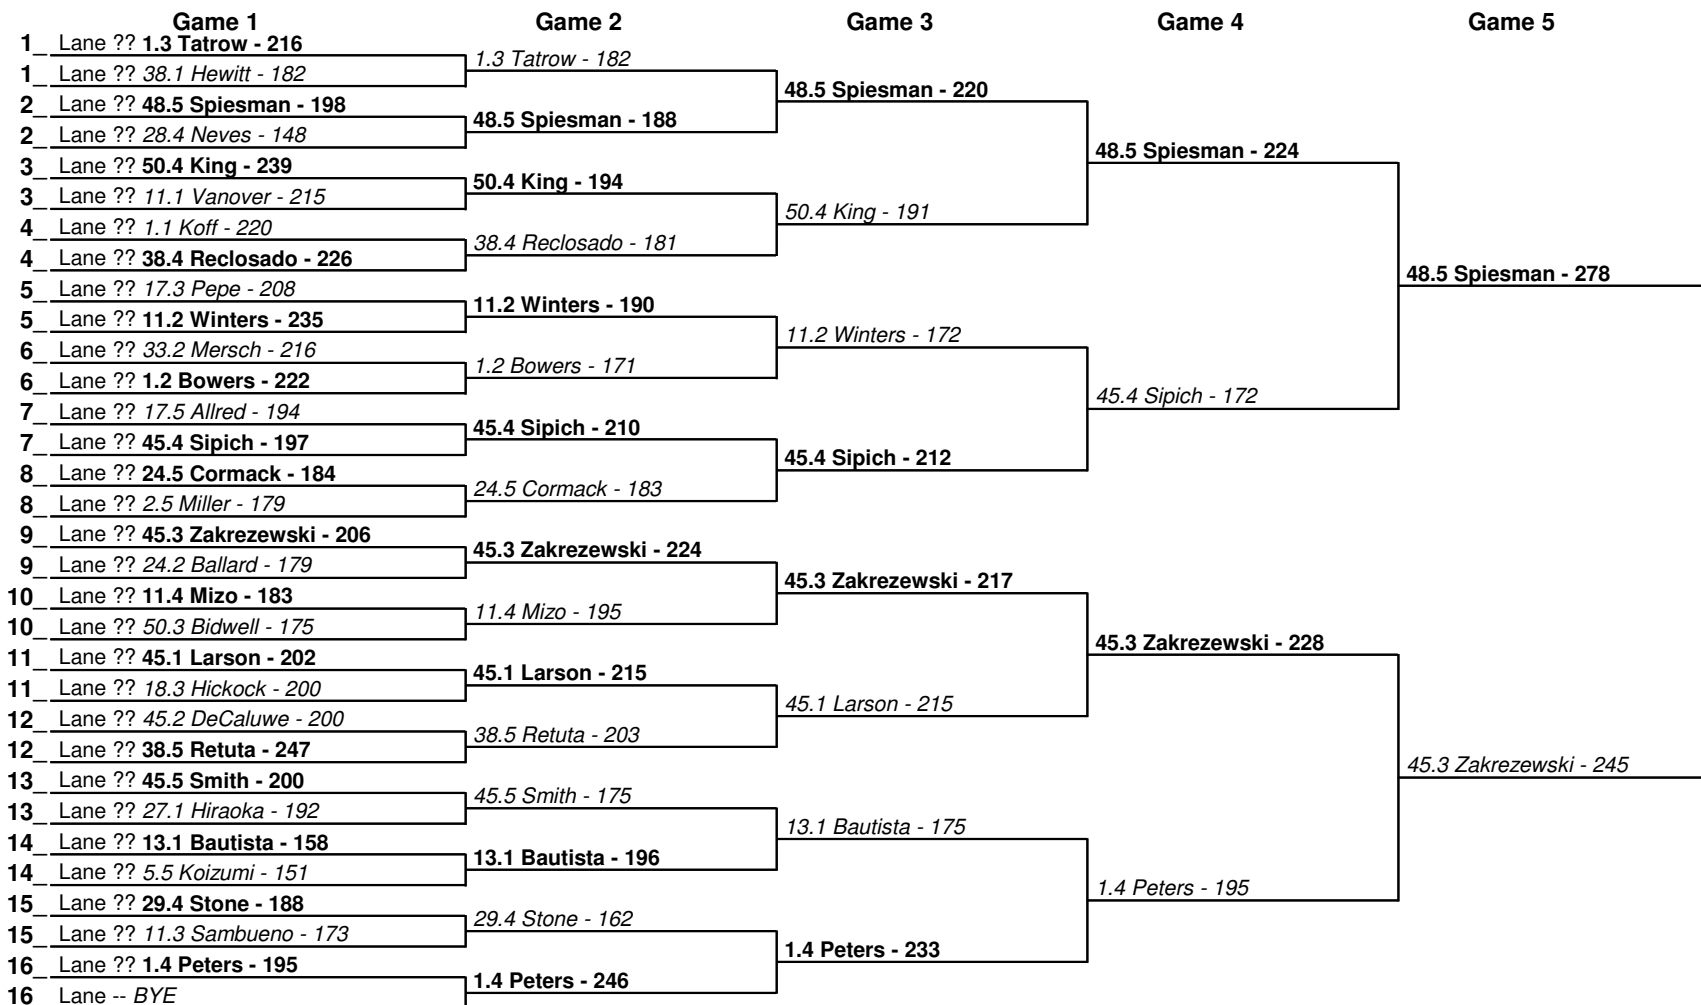 Game 1 Game 2 Game 3 Game 4 Game 5
1_ Lane ?? 1.3 Tatrow - 216
1.3 Tatrow - 182
1_ Lane ?? 38.1 Hewitt - 182
48.5 Spiesman - 220
2_ Lane ?? 48.5 Spiesman - 198
48.5 Spiesman - 188
2_ Lane ?? 28.4 Neves - 148
48.5 Spiesman - 224
3_ Lane ?? 50.4 King - 239
50.4 King - 194
3_ Lane ?? 11.1 Vanover - 215
50.4 King - 191
4_ Lane ?? 1.1 Koff - 220
38.4 Reclosado - 181
4_ Lane ?? 38.4 Reclosado - 226
48.5 Spiesman - 278
5_ Lane ?? 17.3 Pepe - 208
11.2 Winters - 190
5_ Lane ?? 11.2 Winters - 235
11.2 Winters - 172
6_ Lane ?? 33.2 Mersch - 216
1.2 Bowers - 171
6_ Lane ?? 1.2 Bowers - 222
45.4 Sipich - 172
7_ Lane ?? 17.5 Allred - 194
45.4 Sipich - 210
7_ Lane ?? 45.4 Sipich - 197
45.4 Sipich - 212
8_ Lane ?? 24.5 Cormack - 184
24.5 Cormack - 183
8_ Lane ?? 2.5 Miller - 179
9_ Lane ?? 45.3 Zakrezewski - 206
45.3 Zakrezewski - 224
9_ Lane ?? 24.2 Ballard - 179
45.3 Zakrezewski - 217
10_ Lane ?? 11.4 Mizo - 183
11.4 Mizo - 195
10_ Lane ?? 50.3 Bidwell - 175
45.3 Zakrezewski - 228
11_ Lane ?? 45.1 Larson - 202
45.1 Larson - 215
11_ Lane ?? 18.3 Hickock - 200
45.1 Larson - 215
12_ Lane ?? 45.2 DeCaluwe - 200
38.5 Retuta - 203
12_ Lane ?? 38.5 Retuta - 247
45.3 Zakrezewski - 245
13_ Lane ?? 45.5 Smith - 200
45.5 Smith - 175
13_ Lane ?? 27.1 Hiraoka - 192
13.1 Bautista - 175
14_ Lane ?? 13.1 Bautista - 158
13.1 Bautista - 196
14_ Lane ?? 5.5 Koizumi - 151
1.4 Peters - 195
15_ Lane ?? 29.4 Stone - 188
29.4 Stone - 162
15_ Lane ?? 11.3 Sambueno - 173
1.4 Peters - 233
16_ Lane ?? 1.4 Peters - 195
1.4 Peters - 246
16_ Lane -- BYE